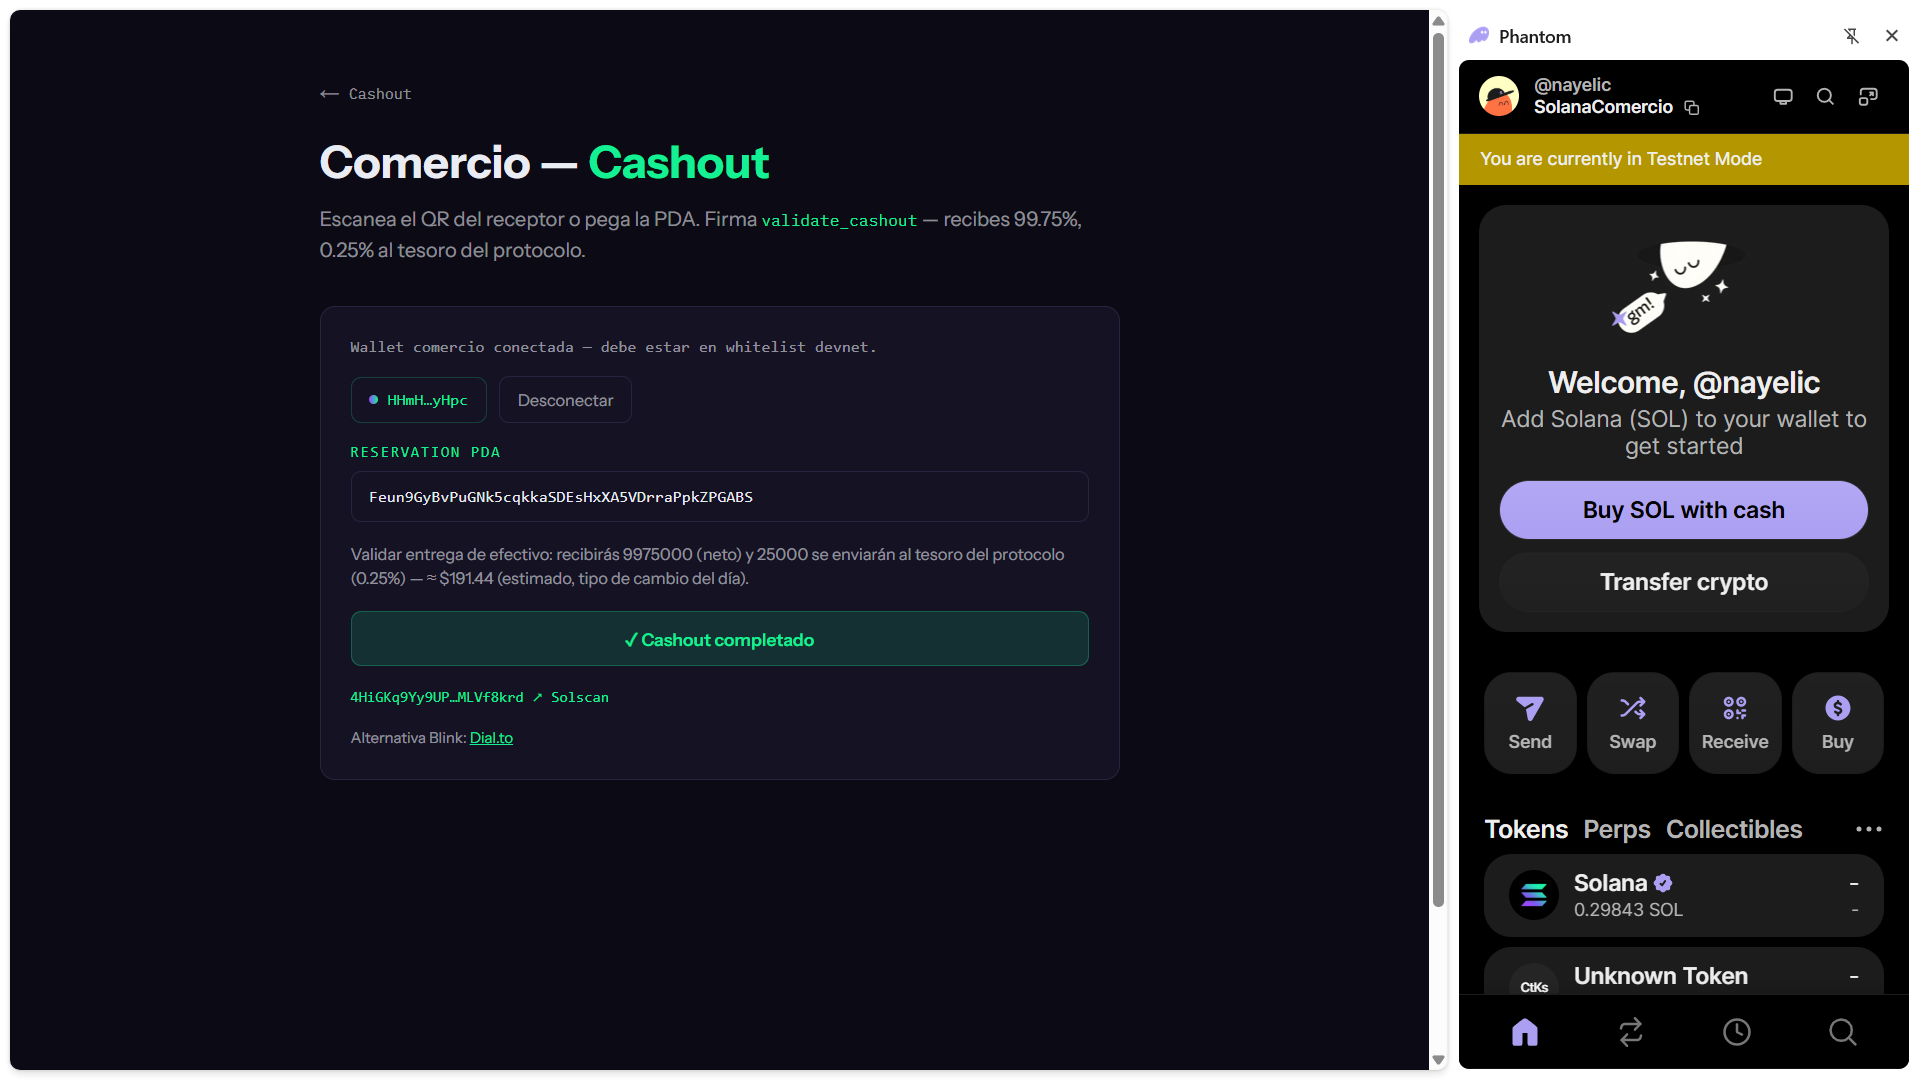 ← Cashout
Comercio — Cashout
Escanea el QR del receptor o pega la PDA. Firma validate_cashout — recibes 99.75%,
0.25% al tesoro del protocolo.
Wallet comercio conectada — debe estar en whitelist devnet.
HHmH…yHpc
Desconectar
RESERVATION PDA
Feun9GyBvPuGNk5cqkkaSDEsHxXA5VDrraPpkZPGABS
Validar entrega de efectivo: recibirás 9975000 (neto) y 25000 se enviarán al tesoro del protocolo
(0.25%) — ≈ $191.44 (estimado, tipo de cambio del día).
✓ Cashout completado
4HiGKq9Yy9UP…MLVf8krd ↗ Solscan
Alternativa Blink: Dial.to
Phantom
@nayelic
SolanaComercio
You are currently in Testnet Mode
gm!
Welcome, @nayelic
Add Solana (SOL) to your wallet to
get started
Buy SOL with cash
Transfer crypto
Send
Swap
Receive
Buy
Tokens
Perps
Collectibles
Solana
-
0.29843 SOL
-
CtKs
Unknown Token
-